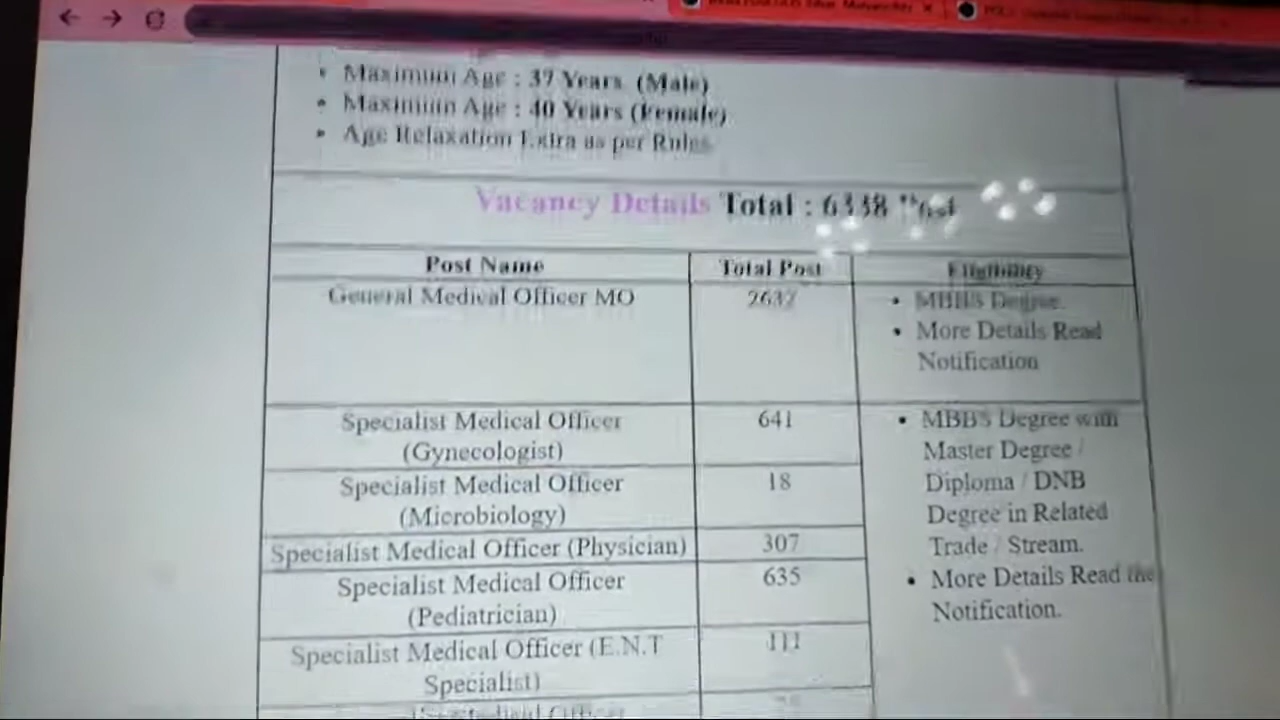 Maximum Age : 37 Years (Male)
Maximum Age : 40 Years (Female)
Age Relaxation Extra as per Rules
Vacancy Details Total : 6338 Post
Post Name
Total Post
Eligibility
General Medical Officer MO
2632
MBBS Degree.
More Details Read
Notification
Specialist Medical Officer
(Gynecologist)
641
MBBS Degree with
Master Degree /
Diploma / DNB
Degree in Related
Trade / Stream.
More Details Read the
Notification.
Specialist Medical Officer
(Microbiology)
18
Specialist Medical Officer (Physician)
307
Specialist Medical Officer
(Pediatrician)
635
Specialist Medical Officer (E.N.T
Specialist)
111